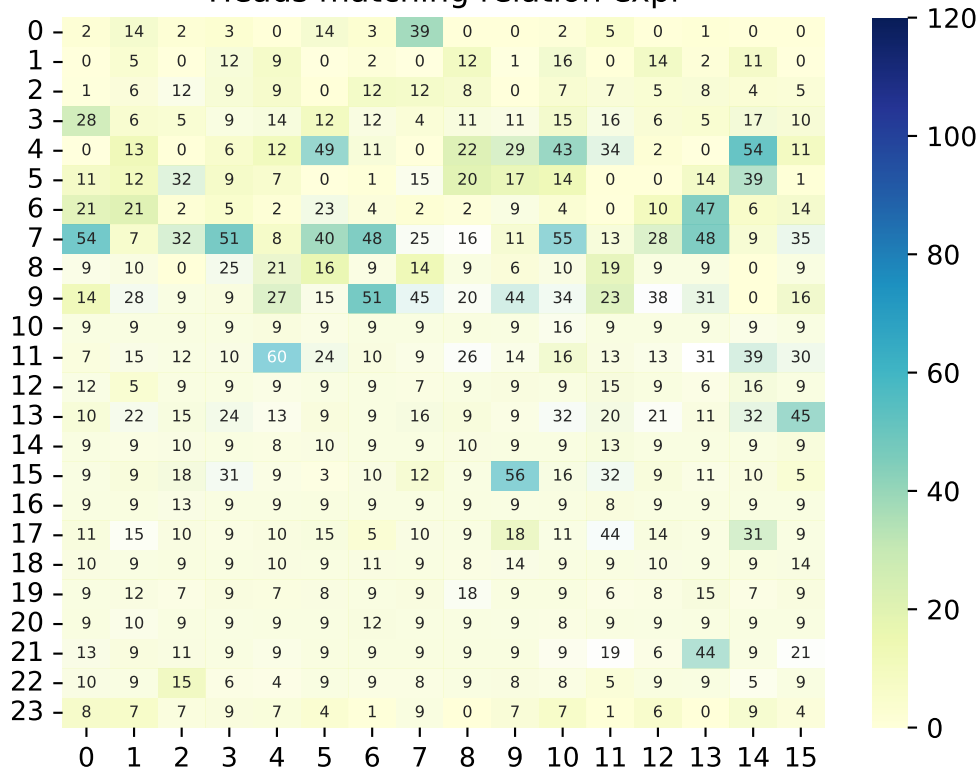 Heads matching relation
0 2 14 2 3 0 14 3 39 0 0 2 5 0 1 0 0
1 0 5 0 12 9 0 2 0 12 1 16 0 14 2 11 0
2 1 6 12 9 9 0 12 12 8 0 7 7 5 8 4 5
3 28 6 5 9 14 12 12 4 11 11 15 16 6 5 17 10
4 0 13 0 6 12 49 11 0 22 29 43 34 2 0 54 11
5 11 12 32 9 7 0 1 15 20 17 14 0 0 14 39 1
6 21 21 2 5 2 23 4 2 2 9 4 0 10 47 6 14
7 54 7 32 51 8 40 48 25 16 11 55 13 28 48 9 35
8 9 10 0 25 21 16 9 14 9 6 10 19 9 9 0 9
9 14 28 9 9 27 15 51 45 20 44 34 23 38 31 0 16
10 9 9 9 9 9 9 9 9 9 9 16 9 9 9 9 9
11 7 15 12 10 60 24 10 9 26 14 16 13 13 31 39 30
12 12 5 9 9 9 9 9 7 9 9 9 15 9 6 16 9
13 10 22 15 24 13 9 9 16 9 9 32 20 21 11 32 45
14 9 9 10 9 8 10 9 9 10 9 9 13 9 9 9 9
15 9 9 18 31 9 3 10 12 9 56 16 32 9 11 10 5
16 9 9 13 9 9 9 9 9 9 9 9 8 9 9 9 9
17 11 15 10 9 10 15 5 10 9 18 11 44 14 9 31 9
18 10 9 9 9 10 9 11 9 8 14 9 9 10 9 9 14
19 9 12 7 9 7 8 9 9 18 9 9 6 8 15 7 9
20 9 10 9 9 9 9 12 9 9 9 8 9 9 9 9 9
21 13 9 11 9 9 9 9 9 9 9 9 19 6 44 9 21
22 10 9 15 6 4 9 9 8 9 8 8 5 9 9 5 9
23 8 7 7 9 7 4 1 9 0 7 7 1 6 0 9 4
0 1 2 3 4 5 6 7 8 9 10 11 12 13 14 15
120
100
80
60
40
20
0